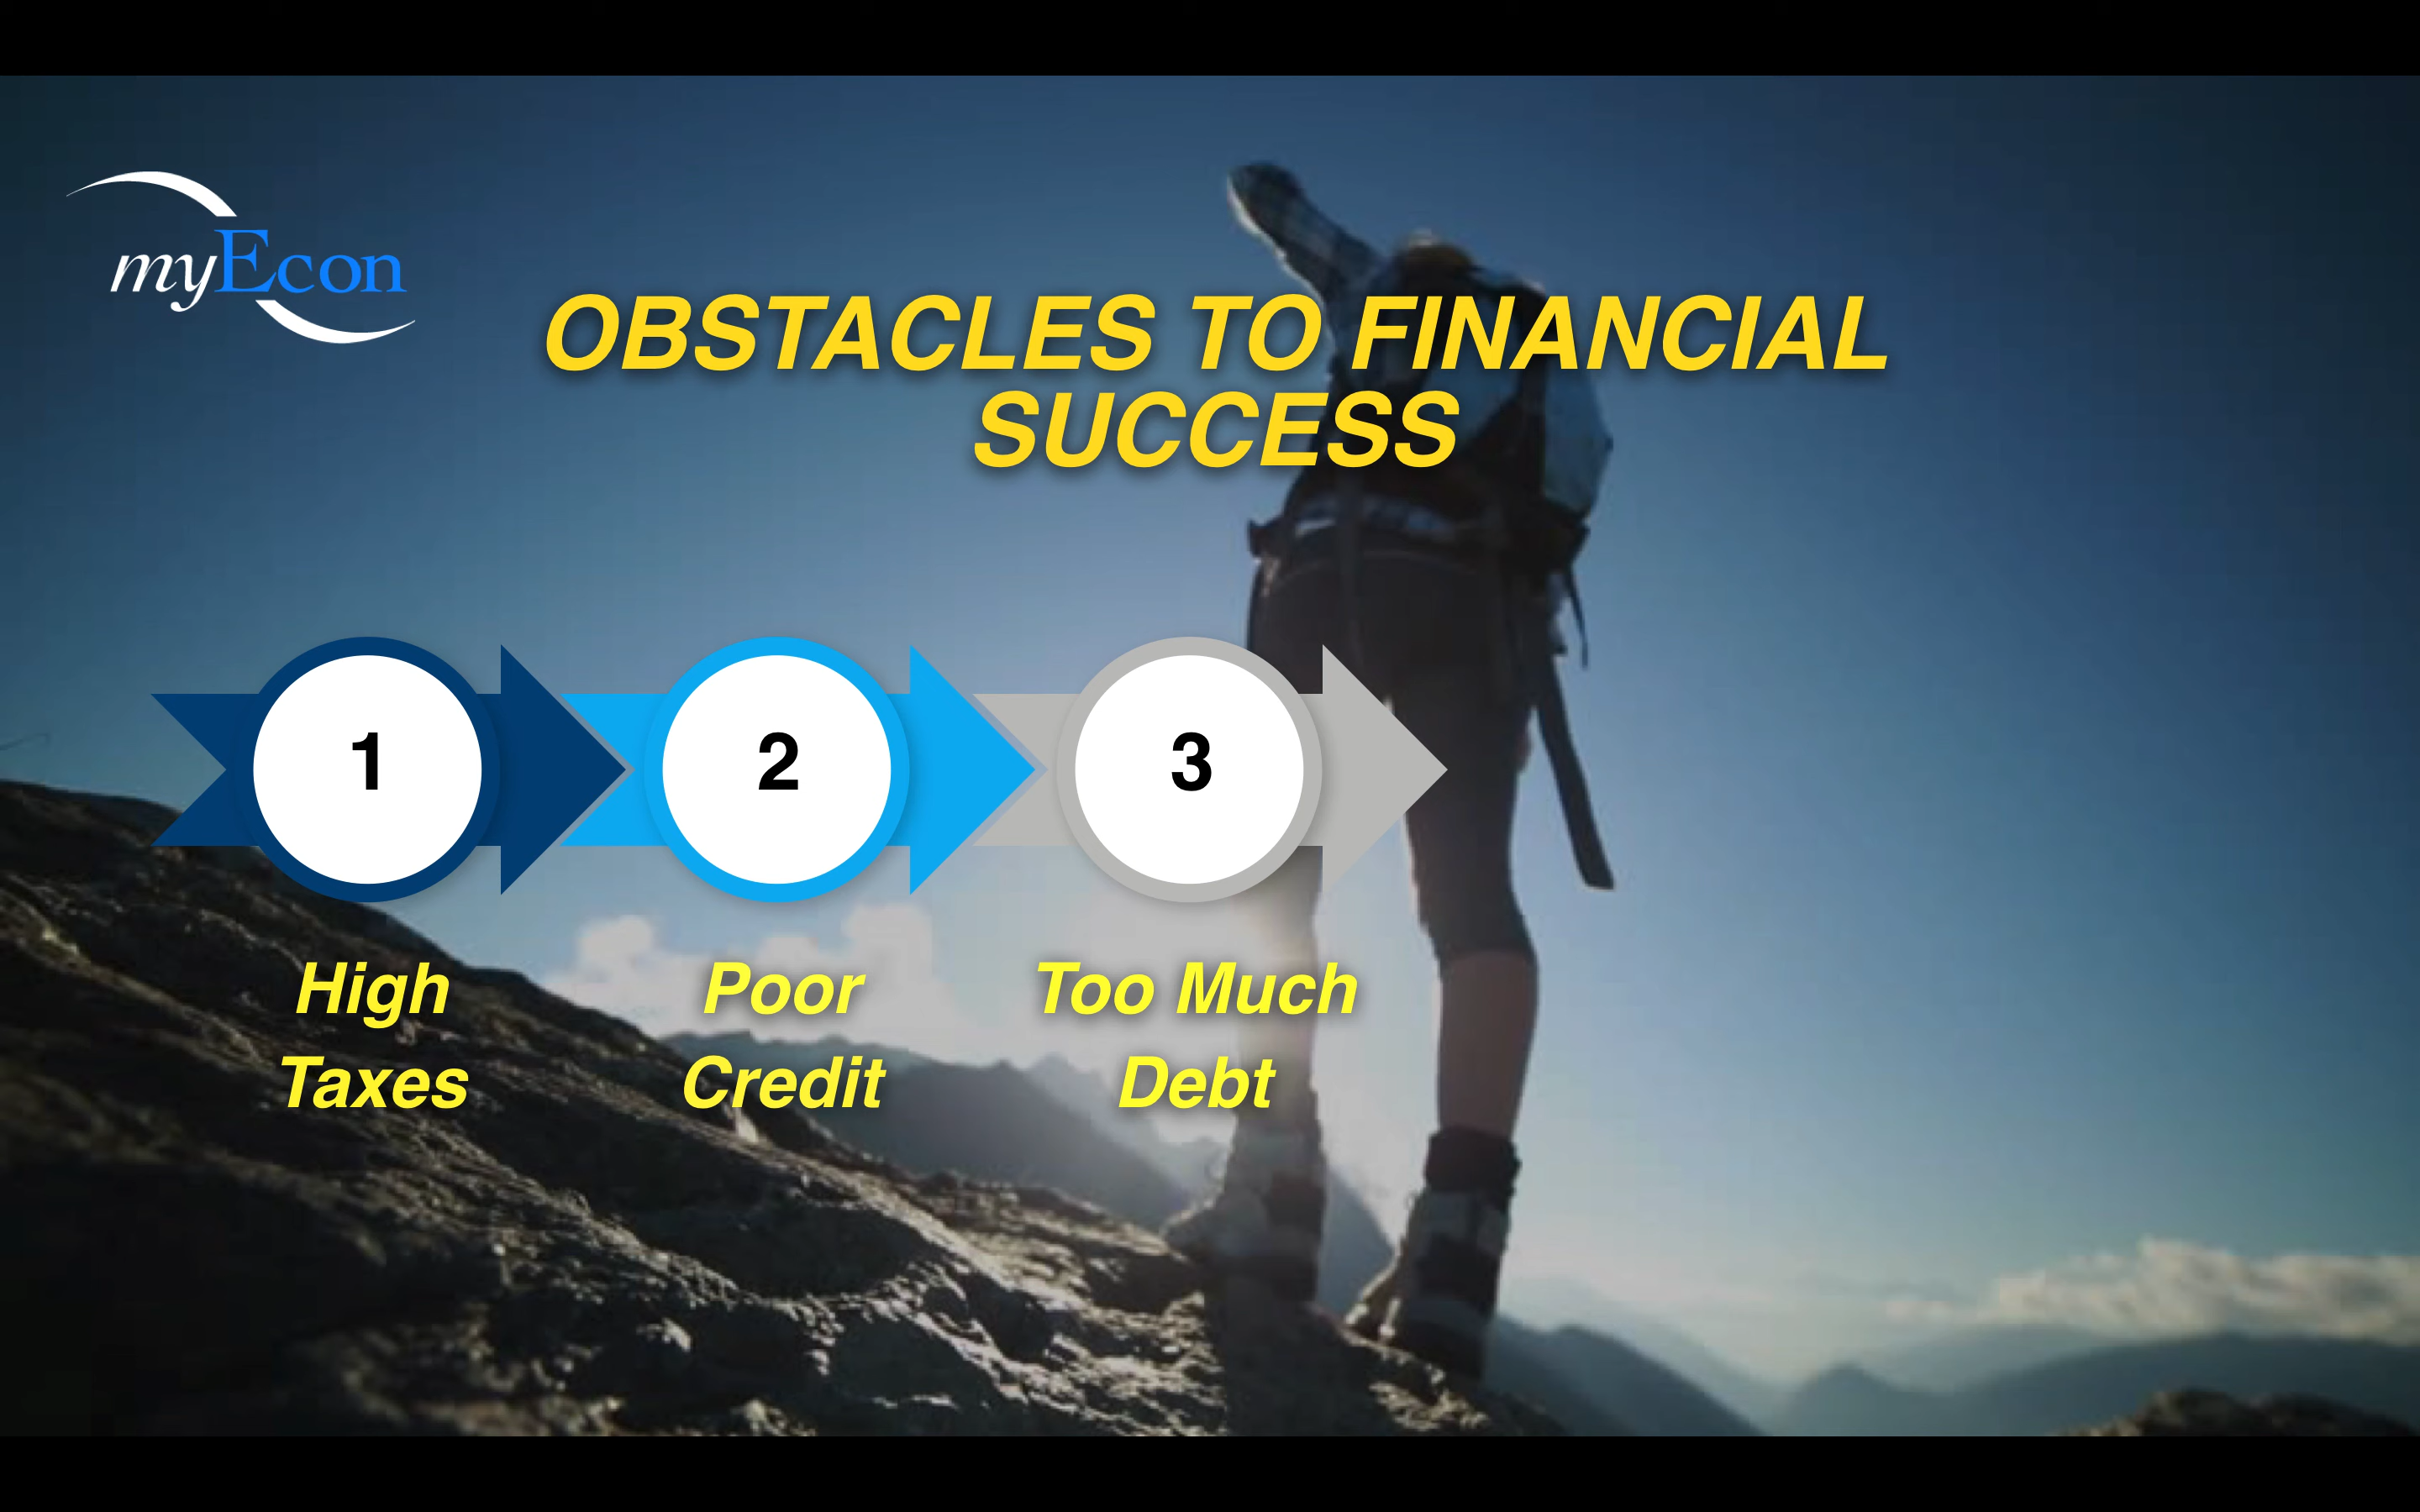 myEcon
OBSTACLES TO FINANCIAL
SUCCESS
1
2
3
High
Taxes
Poor
Credit
Too Much
Debt